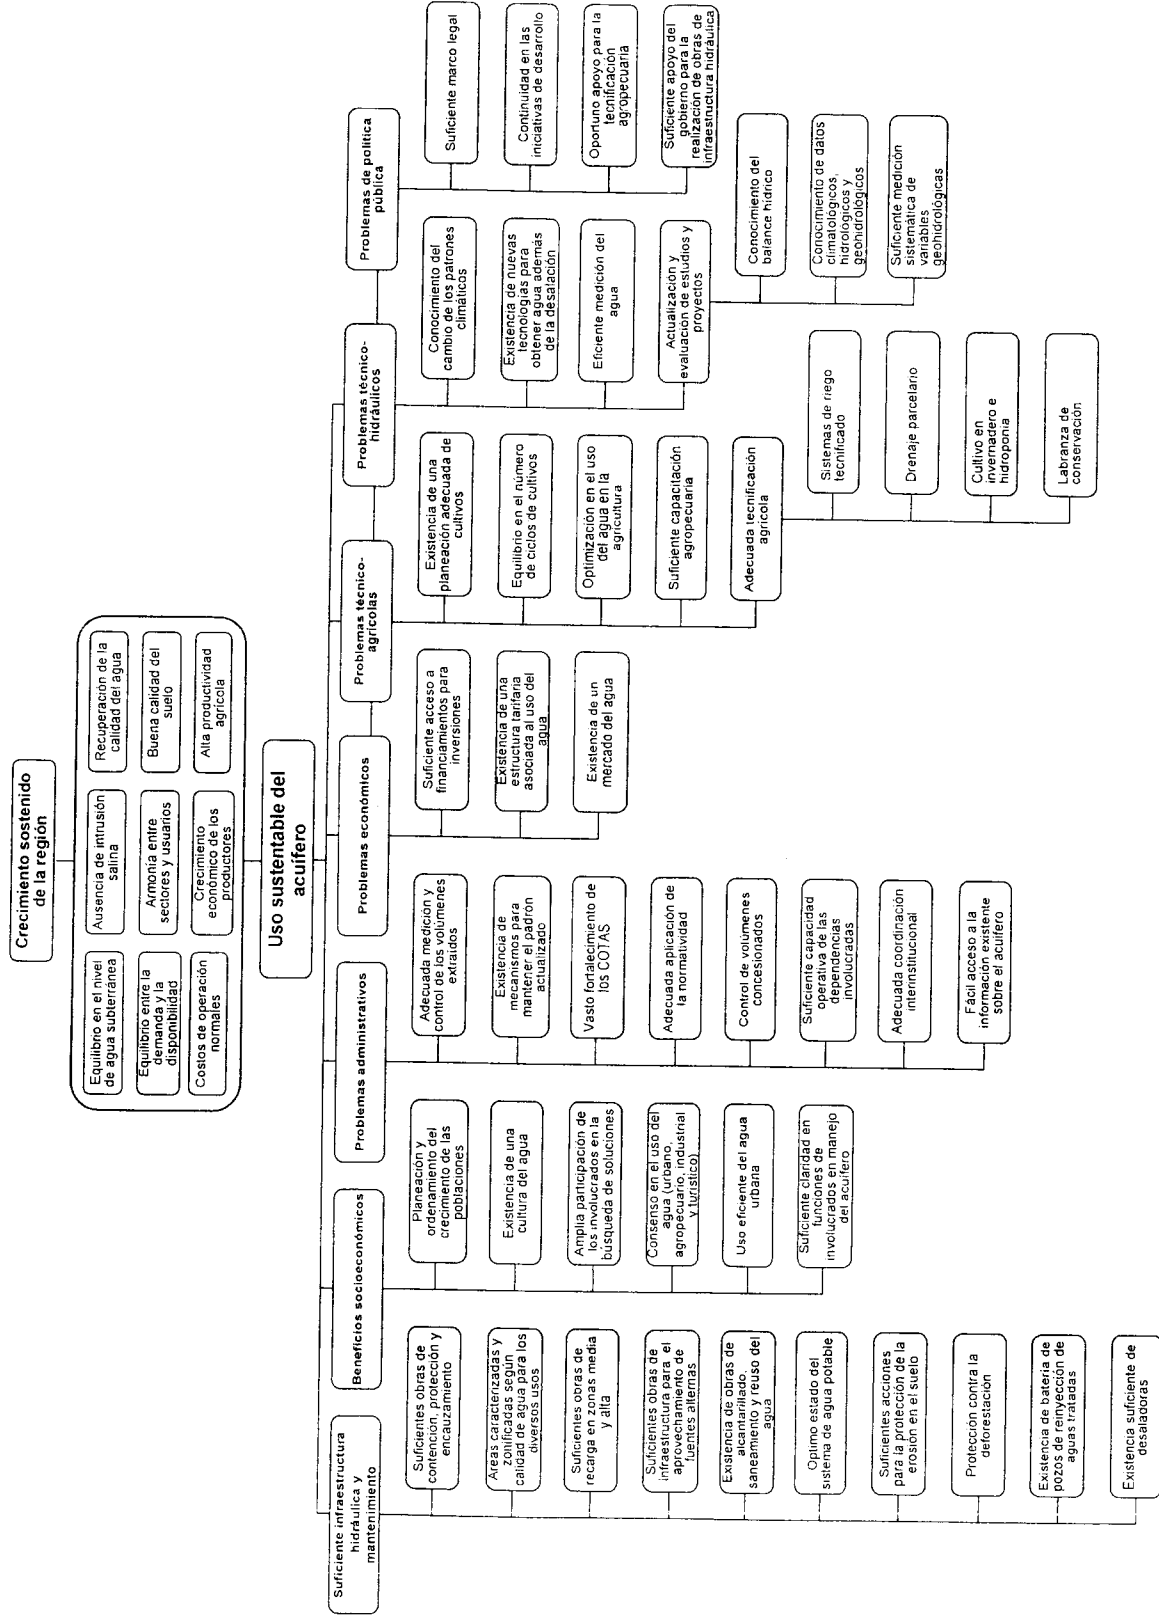 Crecimiento sostenido
de la región
Equilibrio en el nivel
de agua subterránea
Ausencia de intrusión
salina
Recuperación de la
calidad del agua
Equilibrio entre la
demanda y la
disponibilidad
Armonía entre
sectores y usuarios
Buena calidad del
suelo
Costos de operación
normales
Crecimiento
económico de los
productores
Alta productividad
agrícola
Uso sustentable del
acuífero
Suficiente infraestructura
hidráulica y
mantenimiento
Suficientes obras de
contención, protección y
encauzamiento
Areas caracterizadas y
zonificadas según
calidad de agua para los
diversos usos
Suficientes obras de
recarga en zonas media
y alta
Suficientes obras de
infraestructura para el
aprovechamiento de
fuentes alternas
Existencia de obras de
alcantarillado,
saneamiento y reuso del
agua
Optimo estado del
sistema de agua potable
Suficientes acciones
para la protección de la
erosión en el suelo
Protección contra la
deforestación
Existencia de batería de
pozos de reinyección de
aguas tratadas
Existencia suficiente de
desaladoras
Beneficios socioeconómicos
Planeación y
ordenamiento del
crecimiento de las
poblaciones
Existencia de una
cultura del agua
Amplia participación de
los involucrados en la
búsqueda de soluciones
Consenso en el uso del
agua (urbano,
agropecuario, industrial
y turístico)
Uso eficiente del agua
urbana
Suficiente claridad en
funciones de
involucrados en manejo
del acuífero
Problemas administrativos
Adecuada medición y
control de los volúmenes
extraidos
Existencia de
mecanismos para
mantener el padrón
actualizado
Vasto fortalecimiento de
los COTAS
Adecuada aplicación de
la normatividad
Control de volúmenes
concesionados
Suficiente capacidad
operativa de las
dependencias
involucradas
Adecuada coordinación
interinstitucional
Fácil acceso a la
información existente
sobre el acuífero
Problemas económicos
Suficiente acceso a
financiamientos para
inversiones
Existencia de una
estructura tarifaria
asociada al uso del
agua
Existencia de un
mercado del agua
Problemas técnico-
agrícolas
Existencia de una
planeación adecuada de
cultivos
Equilibrio en el número
de ciclos de cultivos
Optimización en el uso
del agua en la
agricultura
Suficiente capacitación
agropecuaria
Adecuada tecnificación
agrícola
Sistemas de riego
tecnificado
Drenaje parcelario
Cultivo en
invernadero e
hidroponia
Labranza de
conservación
Problemas técnico-
hidráulicos
Conocimiento del
cambio de los patrones
climáticos
Existencia de nuevas
tecnologías para
obtener agua además
de la desalación
Eficiente medición del
agua
Actualización y
evaluación de estudios y
proyectos
Conocimiento del
balance hídrico
Conocimiento de datos
climatológicos,
hidrológicos y
geohidrológicos
Suficiente medición
sistemática de
variables
geohidrológicas
Problemas de política
pública
Suficiente marco legal
Continuidad en las
iniciativas de desarrollo
Oportuno apoyo para la
tecnificación
agropecuaria
Suficiente apoyo del
gobierno para la
realización de obras de
infraestructura hidráulica